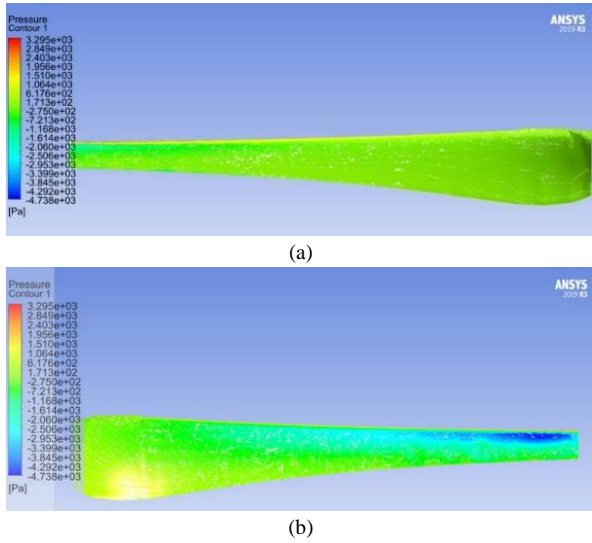 Pressure
Contour 1
3.295e+03
2.849e+03
2.403e+03
1.956e+03
1.510e+03
1.064e+03
6.176e+02
1.713e+02
-2.750e+02
-7.213e+02
-1.168e+03
-1.614e+03
-2.060e+03
-2.506e+03
-2.953e+03
-3.399e+03
-3.845e+03
-4.292e+03
-4.738e+03
[Pa]
ANSYS
2019 R3
(a)
Pressure
Contour 1
3.295e+03
2.849e+03
2.403e+03
1.956e+03
1.510e+03
1.064e+03
6.176e+02
1.713e+02
-2.750e+02
-7.213e+02
-1.168e+03
-1.614e+03
-2.060e+03
-2.506e+03
-2.953e+03
-3.399e+03
-3.845e+03
-4.292e+03
-4.738e+03
[Pa]
ANSYS
2019 R3
(b)